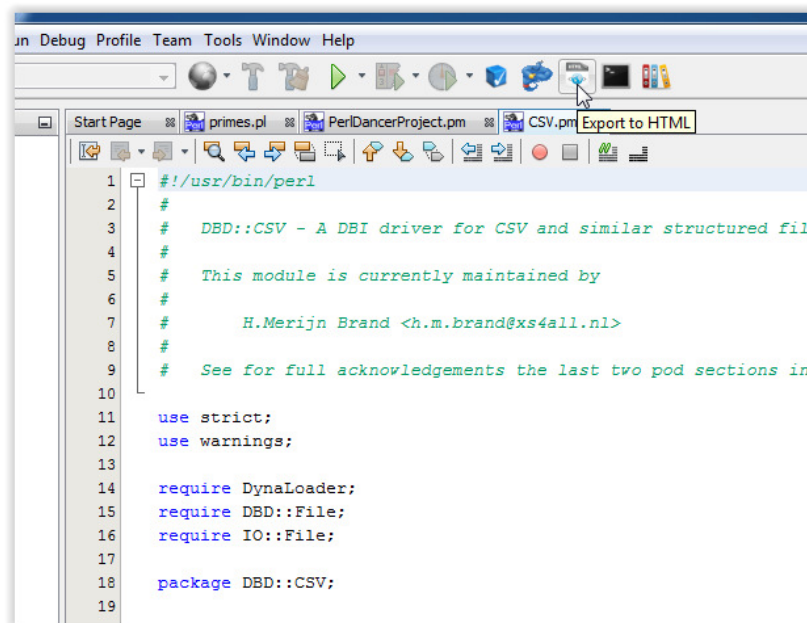 un Debug Profile Team Tools Window Help
Start Page primes.pl PerlDancerProject.pm CSV.pm Export to HTML
1 #!/usr/bin/perl
2 #
3 # DBD::CSV - A DBI driver for CSV and similar structured fil
4 #
5 # This module is currently maintained by
6 #
7 # H.Merijn Brand <h.m.brand@xs4all.nl>
8 #
9 # See for full acknowledgements the last two pod sections in
10
11 use strict;
12 use warnings;
13
14 require DynaLoader;
15 require DBD::File;
16 require IO::File;
17
18 package DBD::CSV;
19